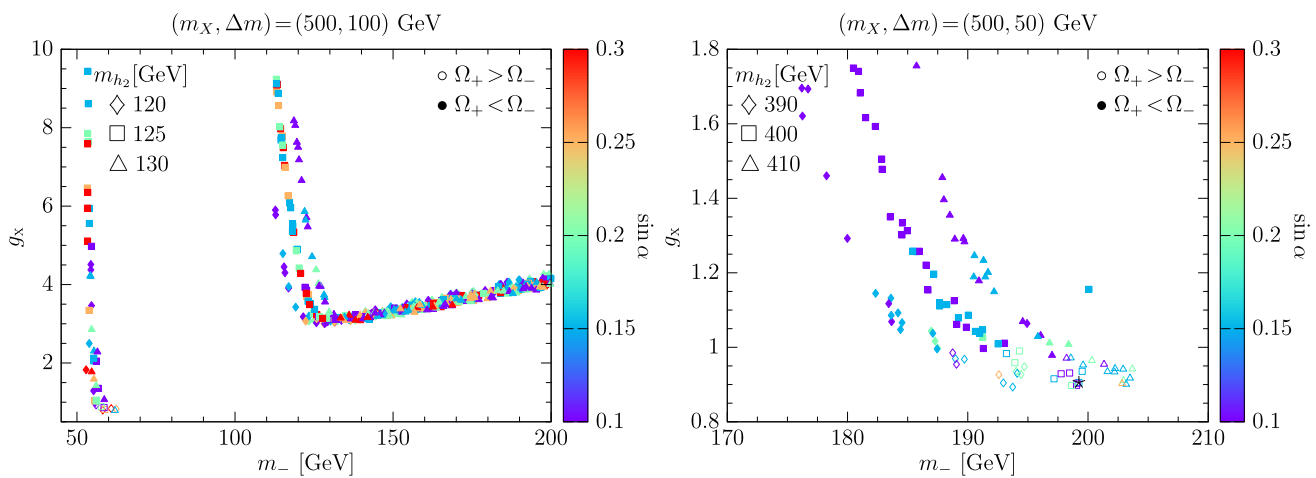 (m_X, Δm) = (500, 100) GeV
10
8
6
4
2
g_X
m_{h_2}[GeV]
◇ 120
□ 125
△ 130
○ Ω_+ > Ω_−
● Ω_+ < Ω_−
50
100
150
200
m_− [GeV]
0.3
0.25
0.2
0.15
0.1
sin α
(m_X, Δm) = (500, 50) GeV
1.8
1.6
1.4
1.2
1
0.8
g_X
m_{h_2}[GeV]
◇ 390
□ 400
△ 410
○ Ω_+ > Ω_−
● Ω_+ < Ω_−
170
180
190
200
210
m_− [GeV]
0.3
0.25
0.2
0.15
0.1
sin α